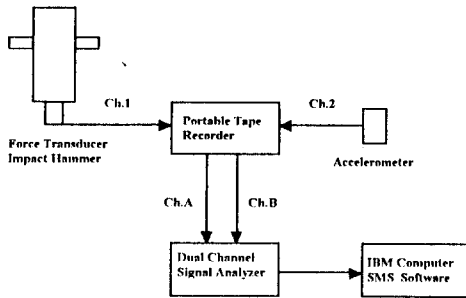 Ch.1
Ch.2
Portable Tape
Recorder
Force Transducer
Impact Hammer
Accelerometer
Ch.A
Ch.B
Dual Channel
Signal Analyzer
IBM Computer
SMS Software